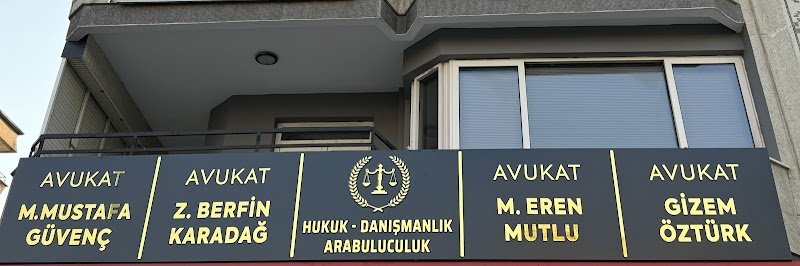 AVUKAT
M.MUSTAFA
GÜVENÇ
AVUKAT
Z. BERFİN
KARADAĞ
HUKUK - DANIŞMANLIK
ARABULUCULUK
AVUKAT
M. EREN
MUTLU
AVUKAT
GİZEM
ÖZTÜRK